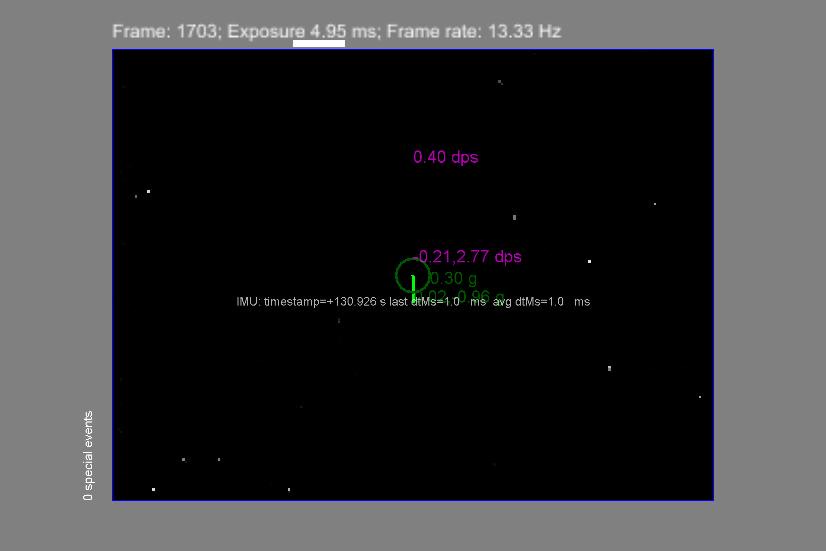 Frame: 1703; Exposure 4.95 ms; Frame rate: 13.33 Hz
0.40 dps
-0.21,2.77 dps
0.30 g
0.96 g
IMU: timestamp=+130.926 s last dtMs=1.0 ms avg dtMs=1.0 ms
0 special events